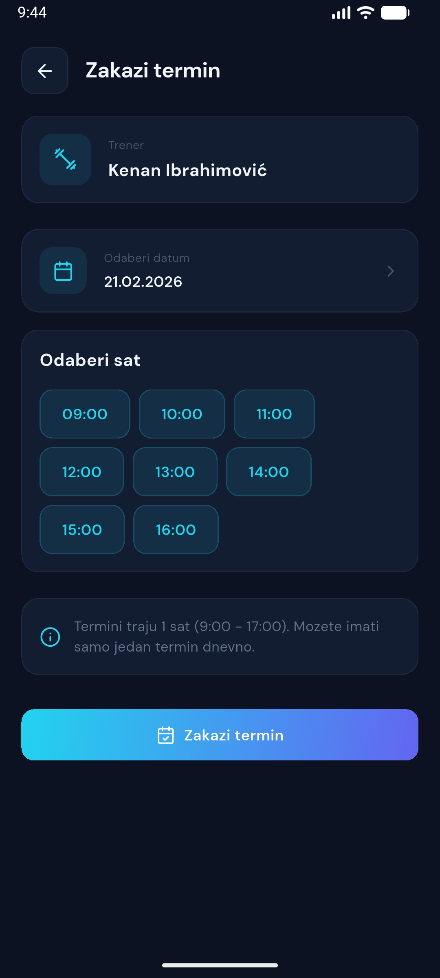 9:44
Zakazi termin
Trener
Kenan Ibrahimović
Odaberi datum
21.02.2026
Odaberi sat
09:00 10:00 11:00
12:00 13:00 14:00
15:00 16:00
Termini traju 1 sat (9:00 - 17:00). Mozete imati
samo jedan termin dnevno.
Zakazi termin